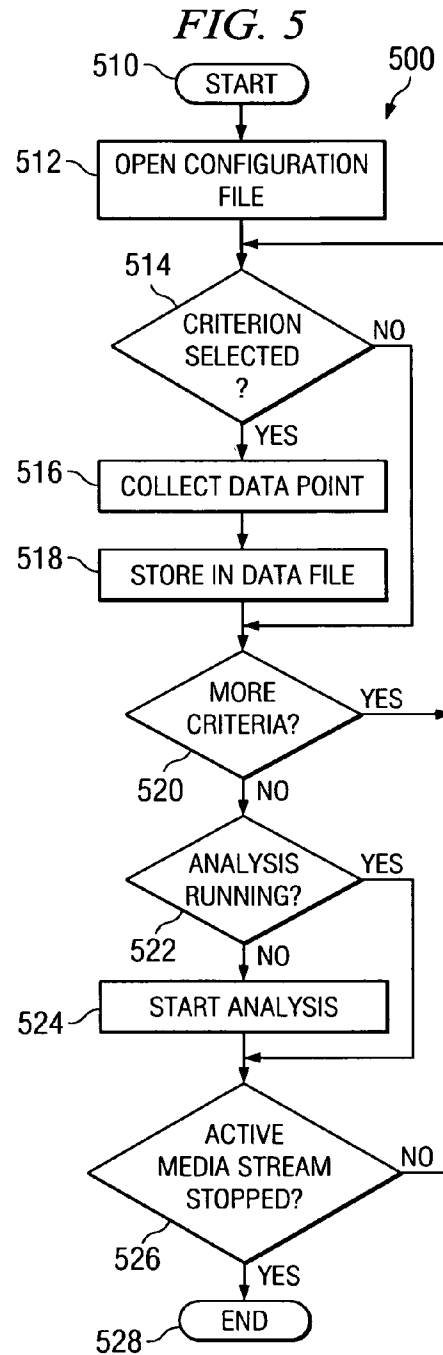 FIG. 5
510
START
500
512
OPEN CONFIGURATION
FILE
514
CRITERION
SELECTED
?
NO
YES
516
COLLECT DATA POINT
518
STORE IN DATA FILE
MORE
CRITERIA?
YES
520
NO
ANALYSIS
RUNNING?
YES
522
NO
524
START ANALYSIS
ACTIVE
MEDIA STREAM
STOPPED?
NO
526
YES
528
END